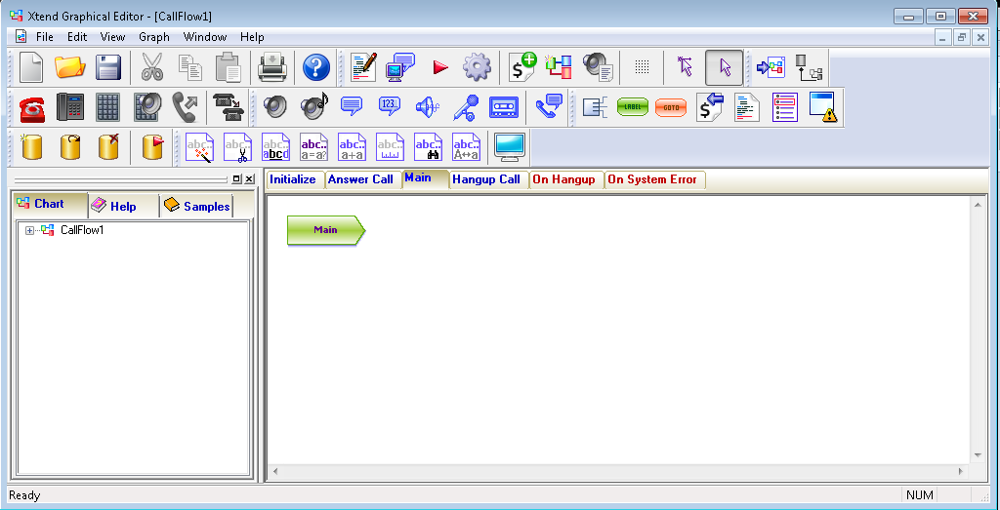 Xtend Graphical Editor - [CallFlow1]
File Edit View Graph Window Help
$
123..
LABEL
GOTO
$
abc..
abc..
abc..
abcd
abc..
a=a?
abc..
a+a
abc..
abc..
abc..
A↔a
Initialize Answer Call Main Hangup Call On Hangup On System Error
Chart Help Samples
CallFlow1
Main
Ready NUM